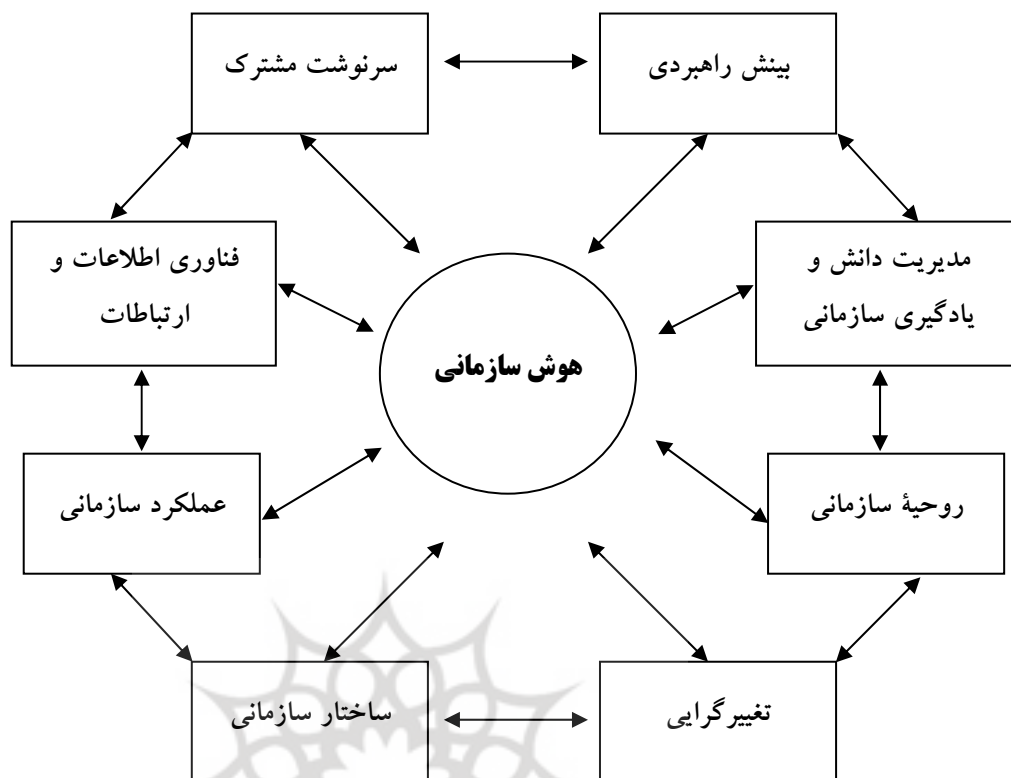 بینش راهبردی
سرنوشت مشترک
مدیریت دانش و
یادگیری سازمانی
فناوری اطلاعات و
ارتباطات
هوش سازمانی
روحیهٔ سازمانی
عملکرد سازمانی
تغییرگرایی
ساختار سازمانی